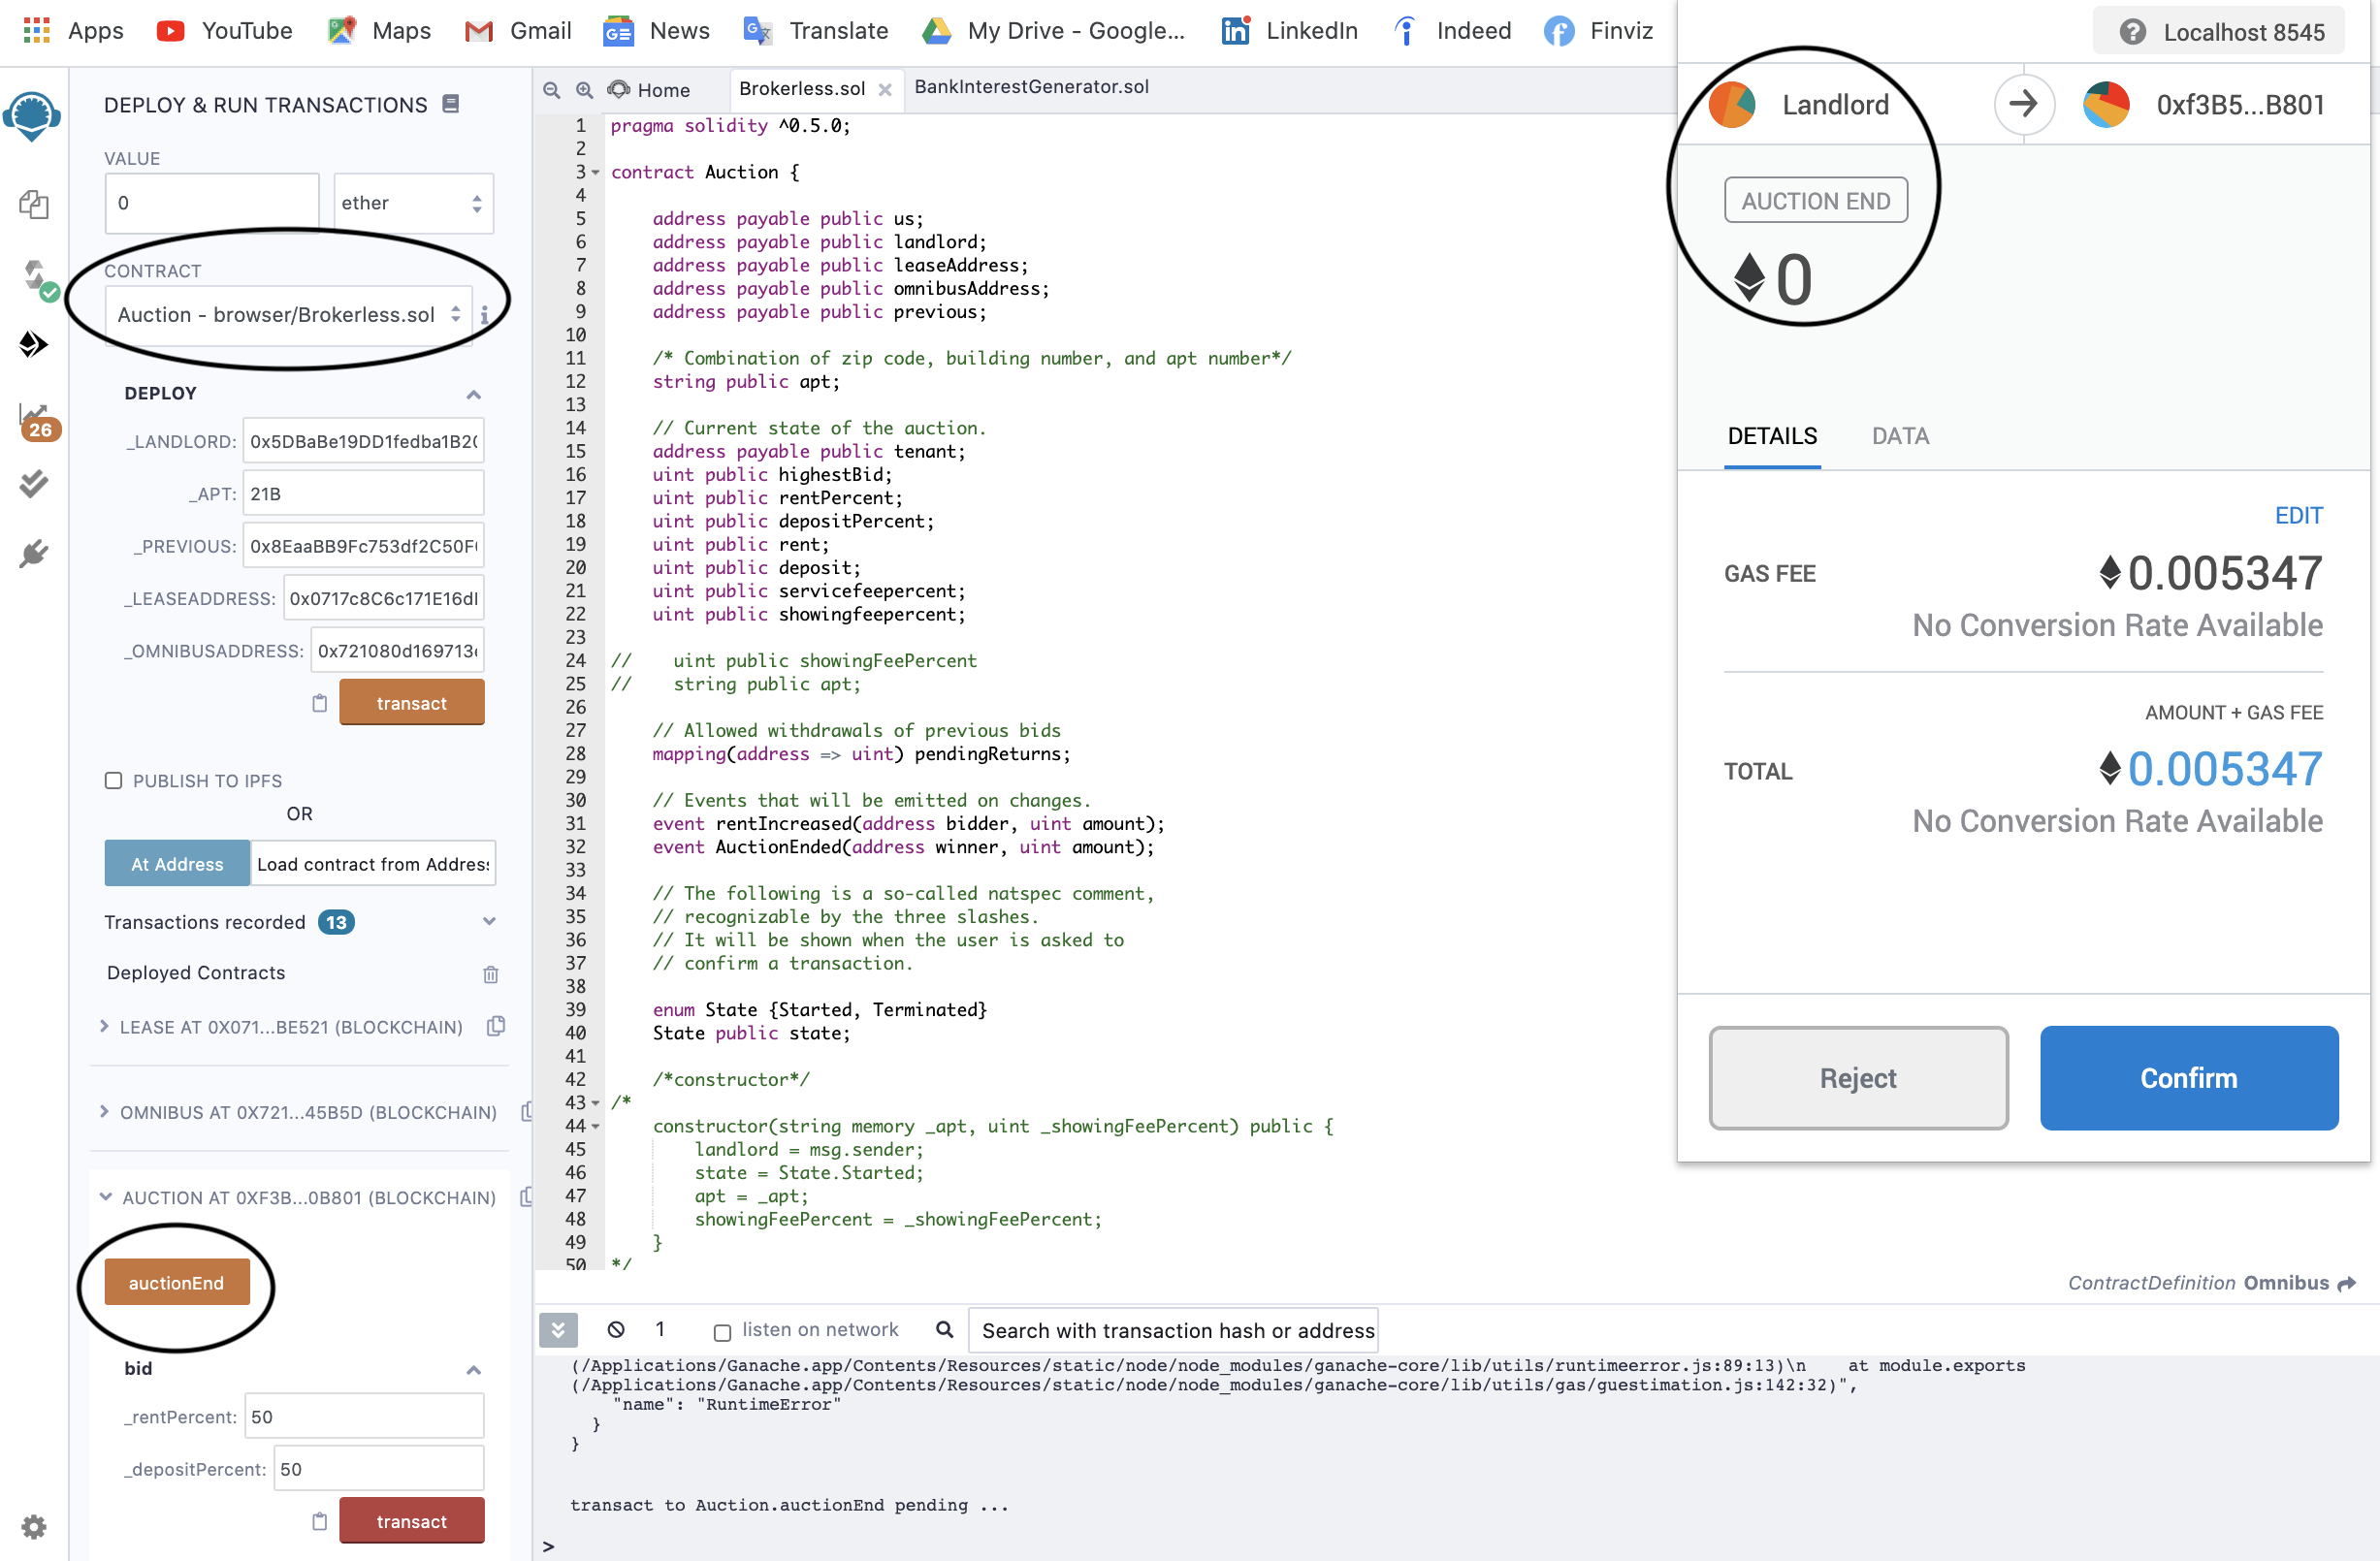 Apps YouTube Maps Gmail News Translate My Drive - Google... LinkedIn Indeed Finviz
DEPLOY & RUN TRANSACTIONS
VALUE
0 ether
CONTRACT
Auction - browser/Brokerless.sol i
DEPLOY
_LANDLORD: 0x5DBaBe19DD1fedba1B2
_APT: 21B
_PREVIOUS: 0x8EaaBB9Fc753df2C50F
_LEASEADDRESS: 0x0717c8C6c171E16d
_OMNIBUSADDRESS: 0x721080d169713
transact
PUBLISH TO IPFS
OR
At Address Load contract from Address
Transactions recorded 13
Deployed Contracts
LEASE AT 0X071...BE521 (BLOCKCHAIN)
OMNIBUS AT 0X721...45B5D (BLOCKCHAIN)
AUCTION AT 0XF3B...0B801 (BLOCKCHAIN)
auctionEnd
bid
_rentPercent: 50
_depositPercent: 50
transact
26
Home Brokerless.sol BankInterestGenerator.sol
1 pragma solidity ^0.5.0;
2
3 contract Auction {
4
5 address payable public us;
6 address payable public landlord;
7 address payable public leaseAddress;
8 address payable public omnibusAddress;
9 address payable public previous;
10
11 /* Combination of zip code, building number, and apt number*/
12 string public apt;
13
14 // Current state of the auction.
15 address payable public tenant;
16 uint public highestBid;
17 uint public rentPercent;
18 uint public depositPercent;
19 uint public rent;
20 uint public deposit;
21 uint public servicefeepercent;
22 uint public showingfeepercent;
23
24 // uint public showingFeePercent
25 // string public apt;
26
27 // Allowed withdrawals of previous bids
28 mapping(address => uint) pendingReturns;
29
30 // Events that will be emitted on changes.
31 event rentIncreased(address bidder, uint amount);
32 event AuctionEnded(address winner, uint amount);
33
34 // The following is a so-called natspec comment,
35 // recognizable by the three slashes.
36 // It will be shown when the user is asked to
37 // confirm a transaction.
38
39 enum State {Started, Terminated}
40 State public state;
41
42 /*constructor*/
43 /*
44 constructor(string memory _apt, uint _showingFeePercent) public {
45 landlord = msg.sender;
46 state = State.Started;
47 apt = _apt;
48 showingFeePercent = _showingFeePercent;
49 }
50 */
ContractDefinition Omnibus
1 listen on network Search with transaction hash or address
(/Applications/Ganache.app/Contents/Resources/static/node/node_modules/ganache-core/lib/utils/runtimeerror.js:89:13)\n at module.exports
(/Applications/Ganache.app/Contents/Resources/static/node/node_modules/ganache-core/lib/utils/gas/guestimation.js:142:32)",
"name": "RuntimeError"
}
}
transact to Auction.auctionEnd pending ...
>
? Localhost 8545
Landlord 0xf3B5...B801
AUCTION END
0
DETAILS DATA
EDIT
GAS FEE 0.005347
No Conversion Rate Available
AMOUNT + GAS FEE
TOTAL 0.005347
No Conversion Rate Available
Reject Confirm